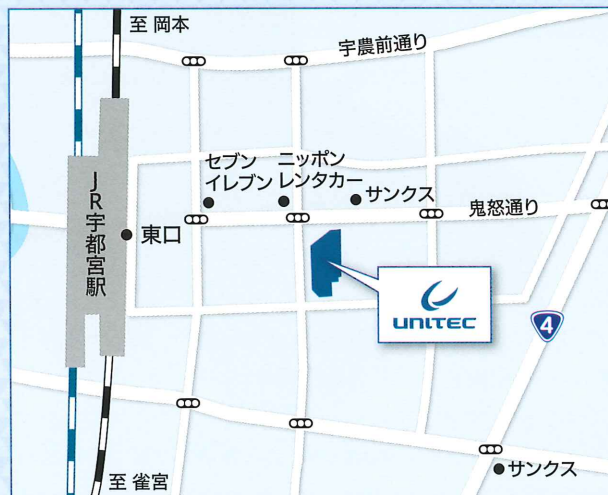 至 岡本
宇農前通り
セブン
イレブン
ニッポン
レンタカー
サンクス
鬼怒通り
JR宇都宮駅
東口
UNITEC
4
至 雀宮
サンクス